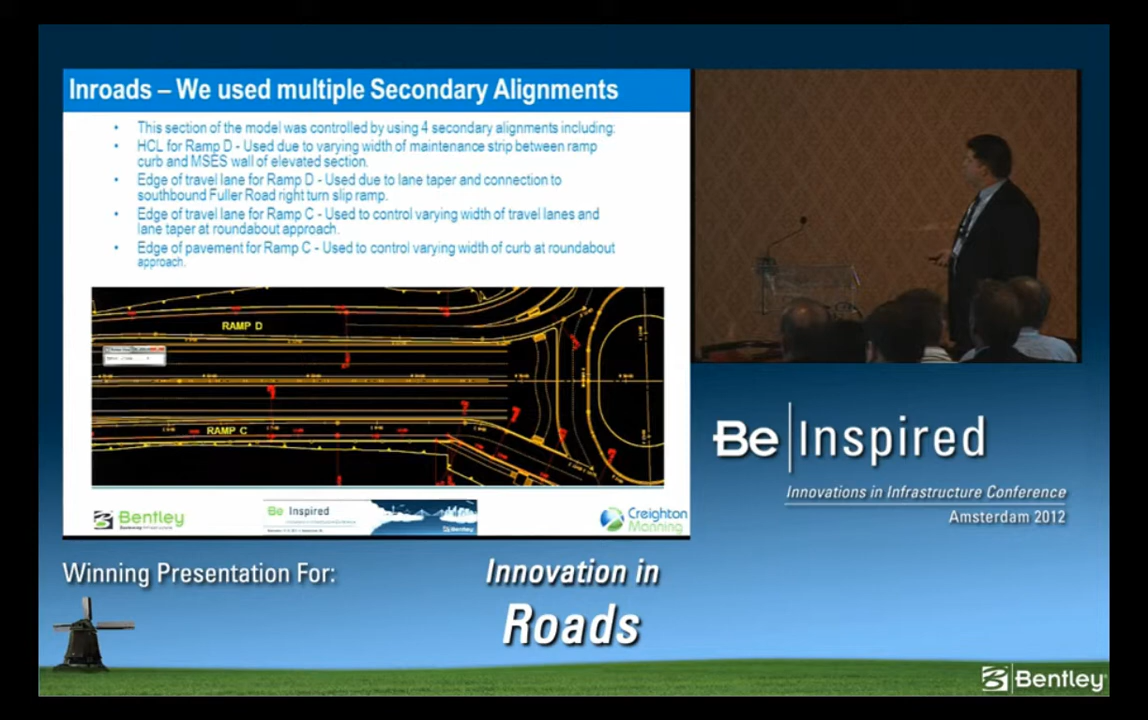 Inroads – We used multiple Secondary Alignments
• This section of the model was controlled by using 4 secondary alignments including:
• HCL for Ramp D - Used due to varying width of maintenance strip between ramp
curb and MSES wall of elevated section.
• Edge of travel lane for Ramp D - Used due to lane taper and connection to
southbound Fuller Road right turn slip ramp.
• Edge of travel lane for Ramp C - Used to control varying width of travel lanes and
lane taper at roundabout approach.
• Edge of pavement for Ramp C - Used to control varying width of curb at roundabout
approach.
RAMP D
RAMP C
Bentley
Be Inspired
Bentley
Creighton
Manning
Be Inspired
Innovations in Infrastructure Conference
Amsterdam 2012
Winning Presentation For:
Innovation in
Roads
Bentley